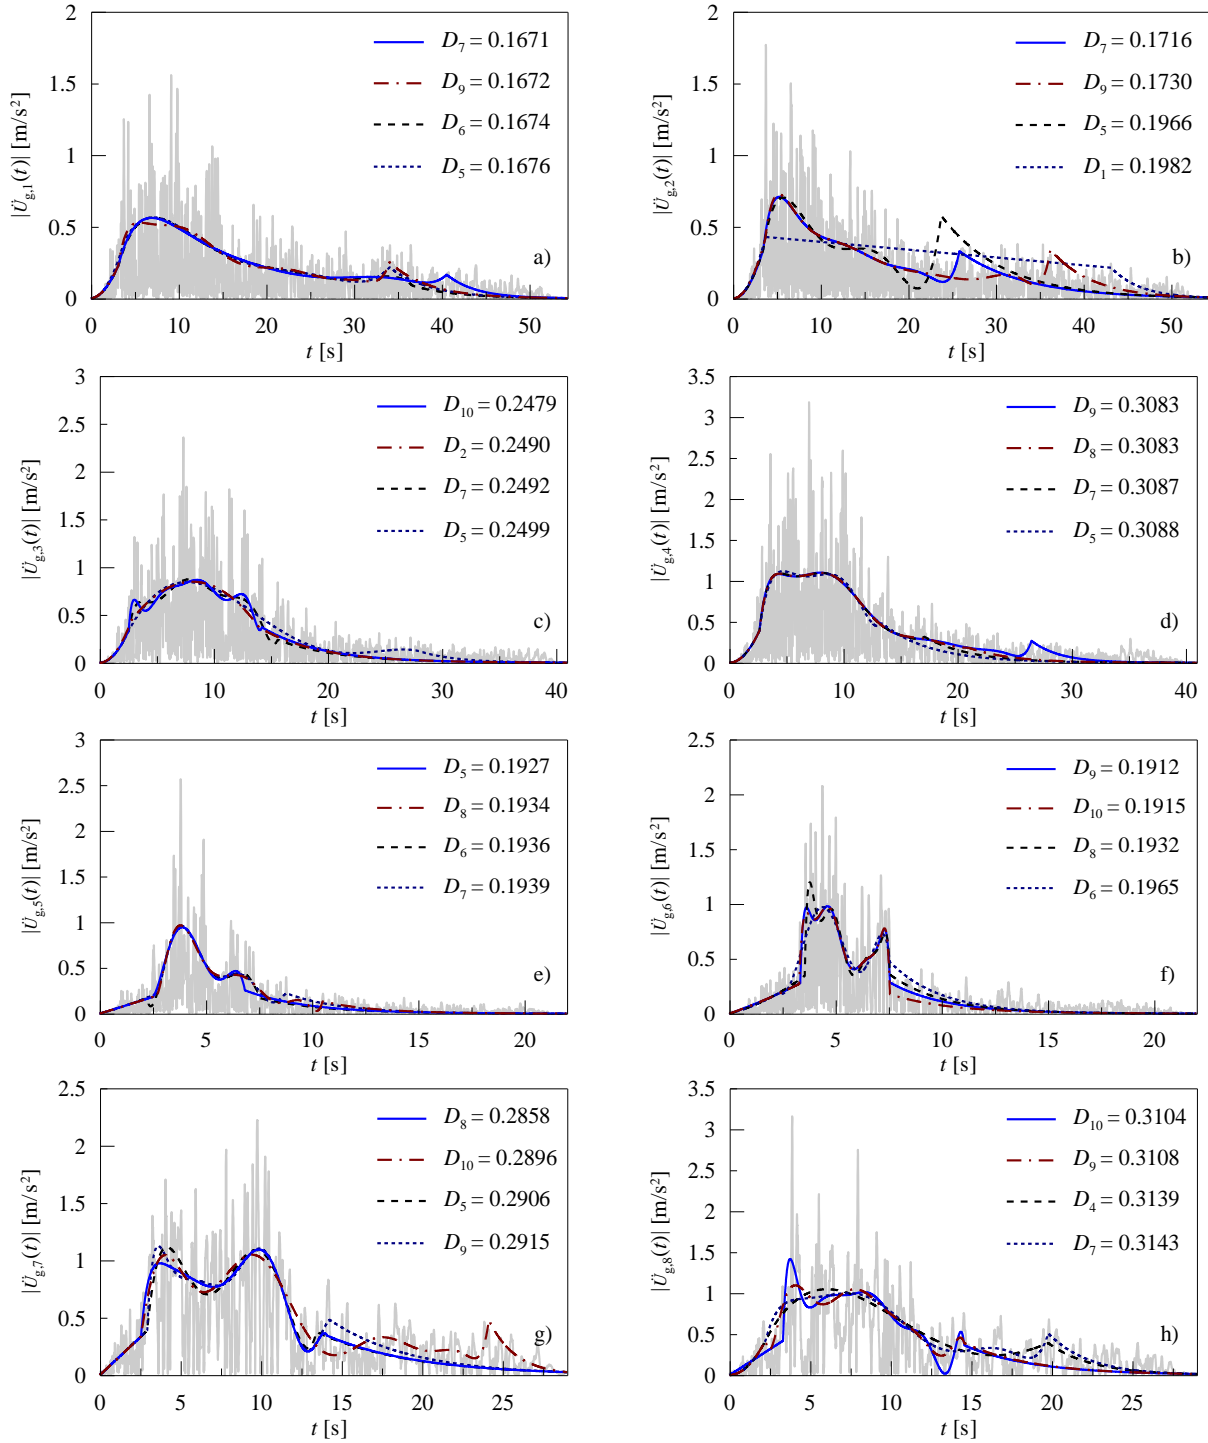 |Üg,1(t)| [m/s²]
2
1.5
1
0.5
0
D7 = 0.1671
D9 = 0.1672
D6 = 0.1674
D5 = 0.1676
a)
0 10 20 30 40 50
t [s]
|Üg,2(t)| [m/s²]
2
1.5
1
0.5
0
D7 = 0.1716
D9 = 0.1730
D5 = 0.1966
D1 = 0.1982
b)
0 10 20 30 40 50
t [s]
|Üg,3(t)| [m/s²]
3
2.5
2
1.5
1
0.5
0
D10 = 0.2479
D2 = 0.2490
D7 = 0.2492
D5 = 0.2499
c)
0 10 20 30 40
t [s]
|Üg,4(t)| [m/s²]
3.5
3
2.5
2
1.5
1
0.5
0
D9 = 0.3083
D8 = 0.3083
D7 = 0.3087
D5 = 0.3088
d)
0 10 20 30 40
t [s]
|Üg,5(t)| [m/s²]
3
2.5
2
1.5
1
0.5
0
D5 = 0.1927
D8 = 0.1934
D6 = 0.1936
D7 = 0.1939
e)
0 5 10 15 20
t [s]
|Üg,6(t)| [m/s²]
2.5
2
1.5
1
0.5
0
D9 = 0.1912
D10 = 0.1915
D8 = 0.1932
D6 = 0.1965
f)
0 5 10 15 20
t [s]
|Üg,7(t)| [m/s²]
2.5
2
1.5
1
0.5
0
D8 = 0.2858
D10 = 0.2896
D5 = 0.2906
D9 = 0.2915
g)
0 5 10 15 20 25
t [s]
|Üg,8(t)| [m/s²]
3.5
3
2.5
2
1.5
1
0.5
0
D10 = 0.3104
D9 = 0.3108
D4 = 0.3139
D7 = 0.3143
h)
0 5 10 15 20 25
t [s]